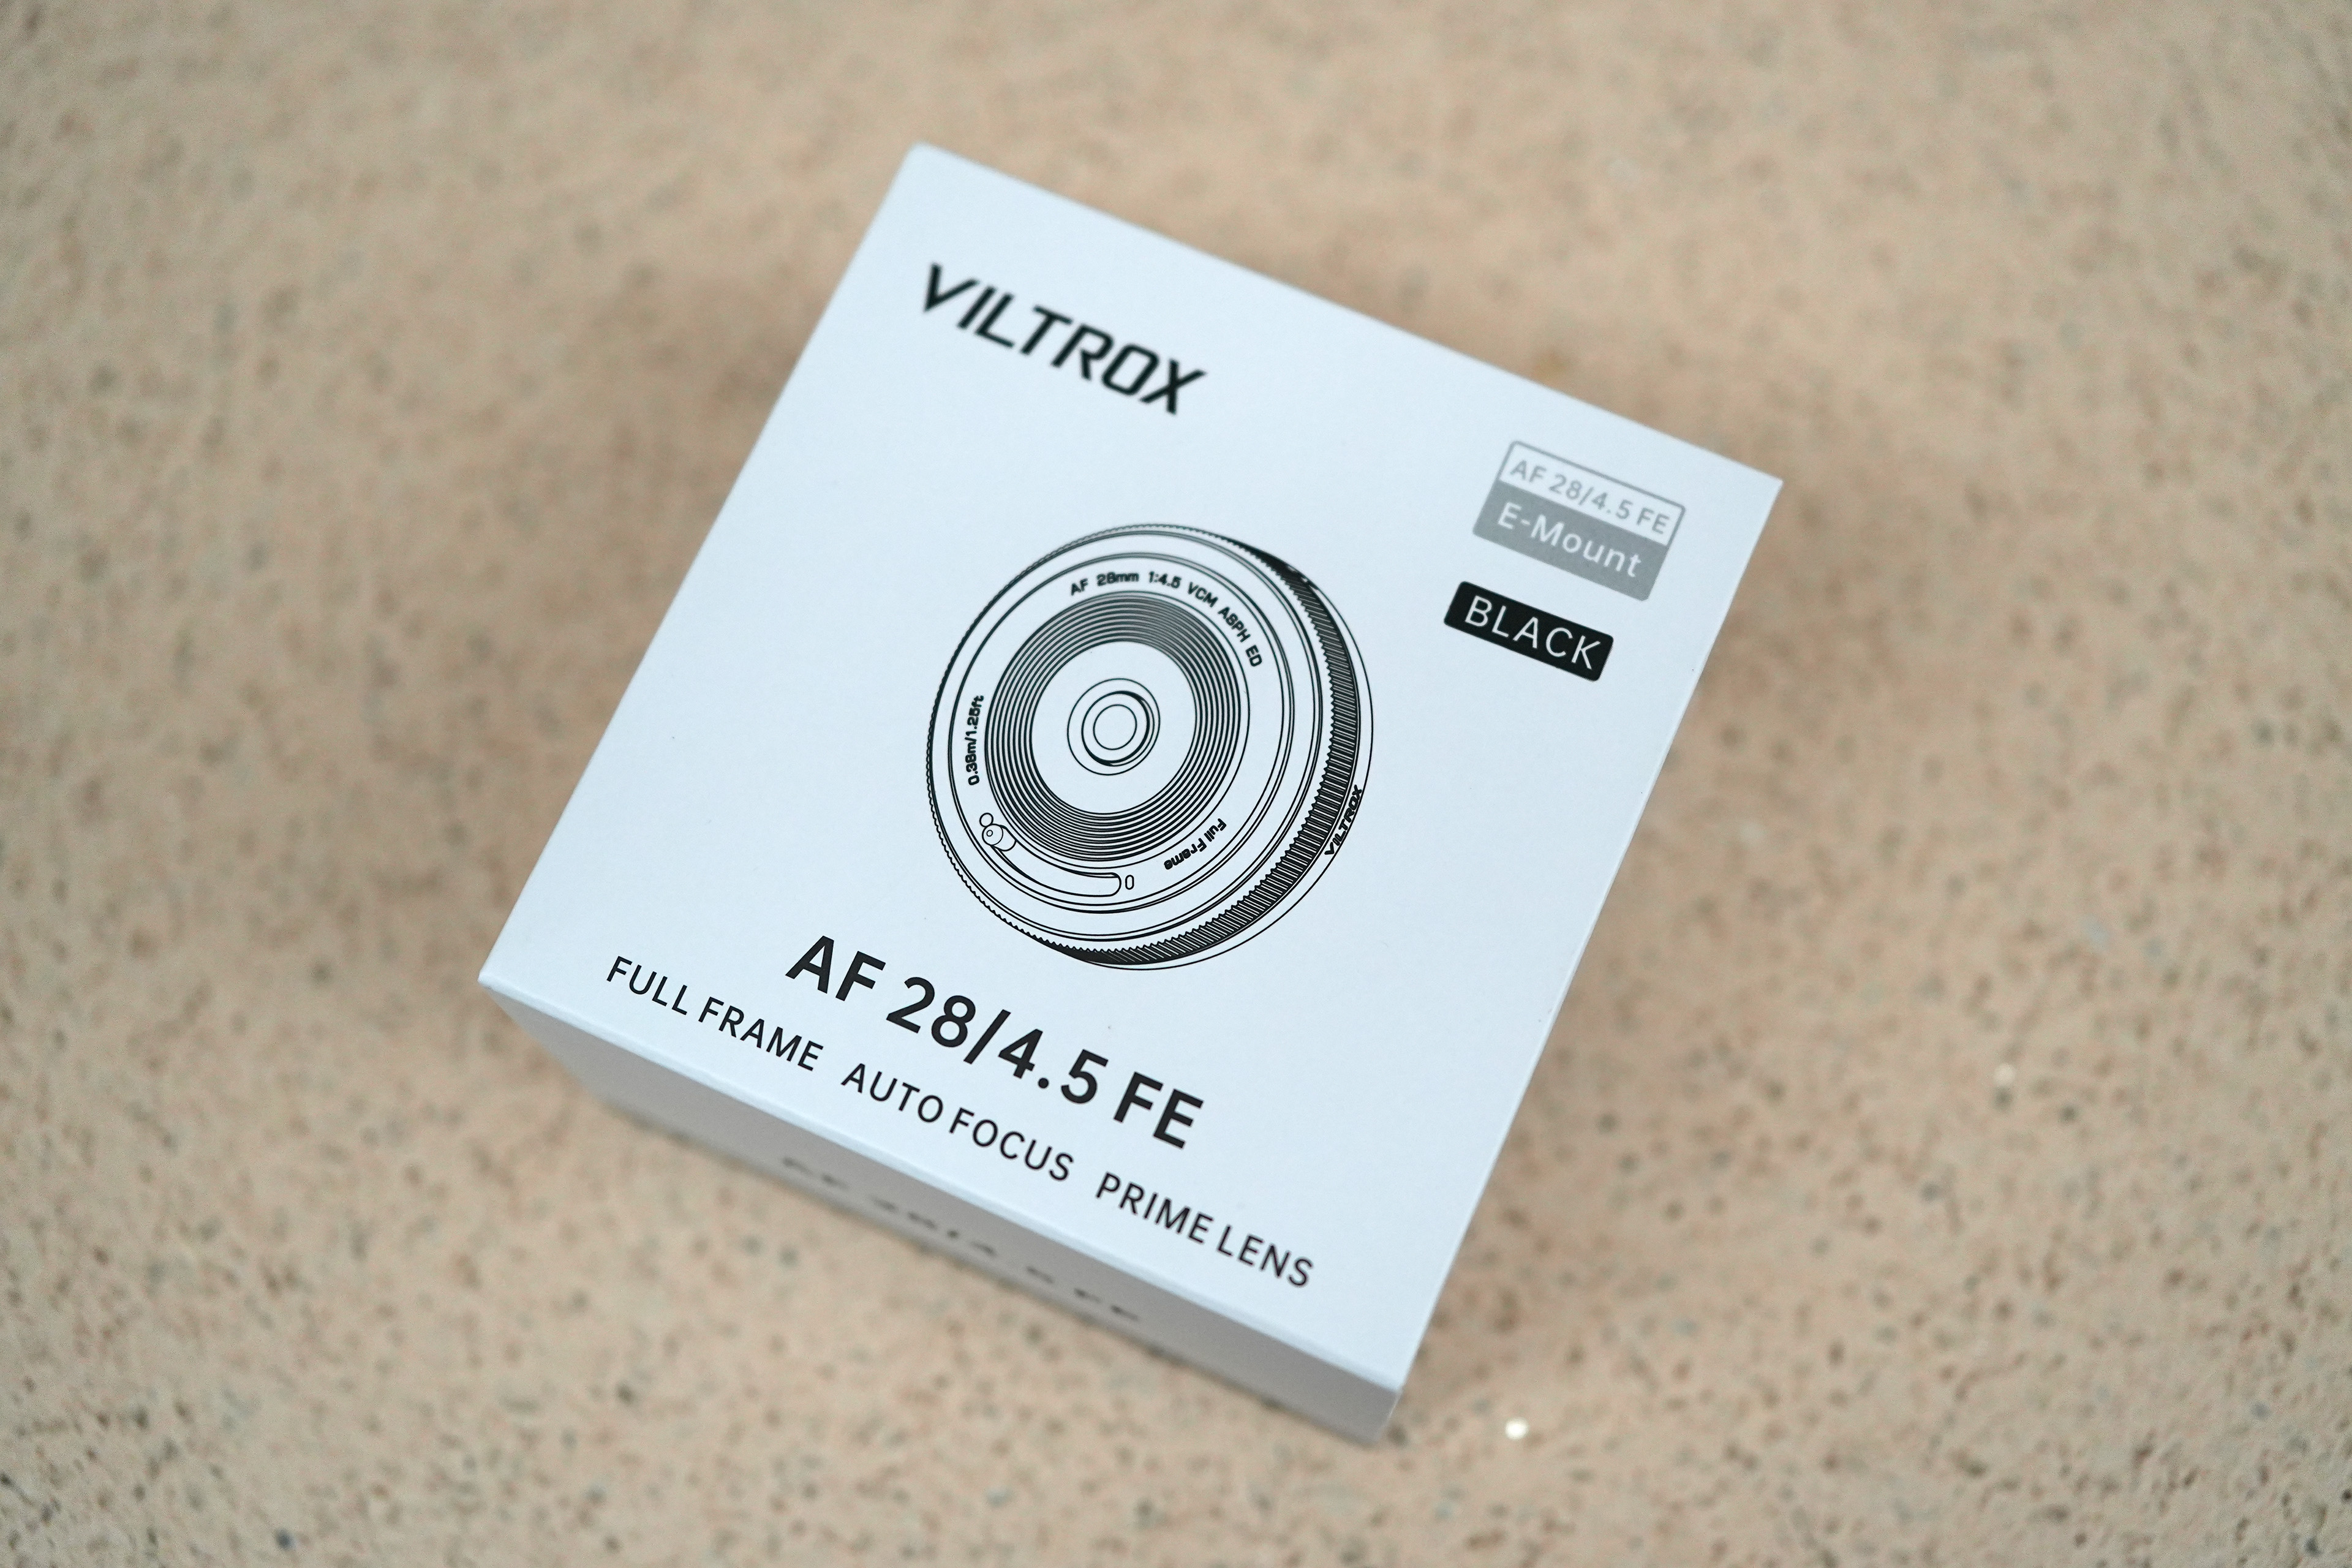 VILTROX
AF 28/4.5 FE
E-Mount
BLACK
AF 28mm 1:4.5 VCM ASPH ED
0.38m/1.25ft
Full Frame
VILTROX
AF 28/4.5 FE
FULL FRAME AUTO FOCUS PRIME LENS